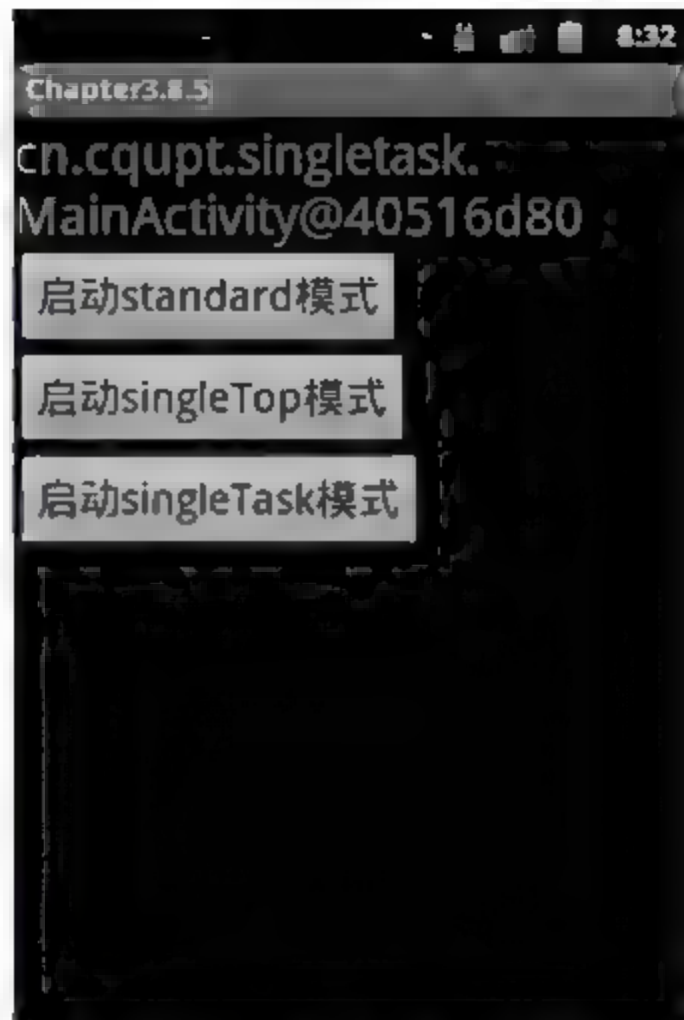 8:32
Chapter3.8.5
cn.cqupt.singletask.
MainActivity@40516d80
启动standard模式
启动singleTop模式
启动singleTask模式